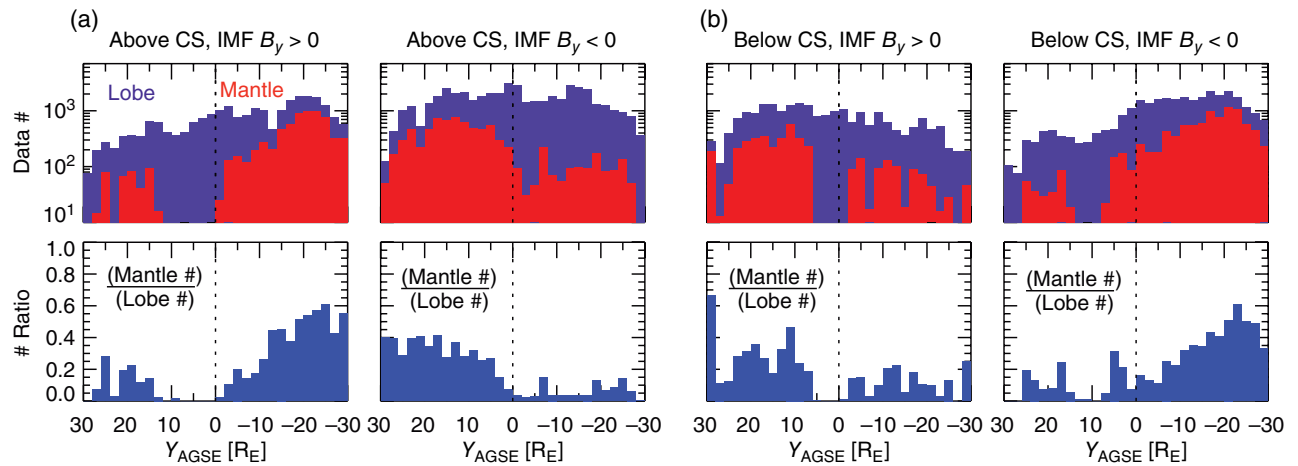 (a)
(b)
Above CS, IMF By > 0
Above CS, IMF By < 0
Below CS, IMF By > 0
Below CS, IMF By < 0
Lobe
Mantle
Data #
10³
10²
10¹
(Mantle #)
(Lobe #)
(Mantle #)
(Lobe #)
(Mantle #)
(Lobe #)
(Mantle #)
(Lobe #)
# Ratio
1.0
0.8
0.6
0.4
0.2
0.0
30 20 10 0 −10 −20 −30
30 20 10 0 −10 −20 −30
30 20 10 0 −10 −20 −30
30 20 10 0 −10 −20 −30
YAGSE [RE]
YAGSE [RE]
YAGSE [RE]
YAGSE [RE]